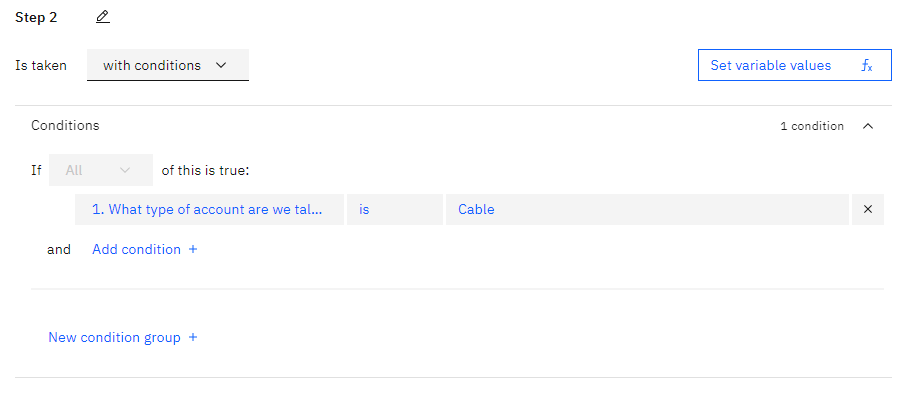 Step 2
Is taken with conditions Set variable values fx
Conditions 1 condition
If All of this is true:
1. What type of account are we tal... is Cable ×
and Add condition +
New condition group +